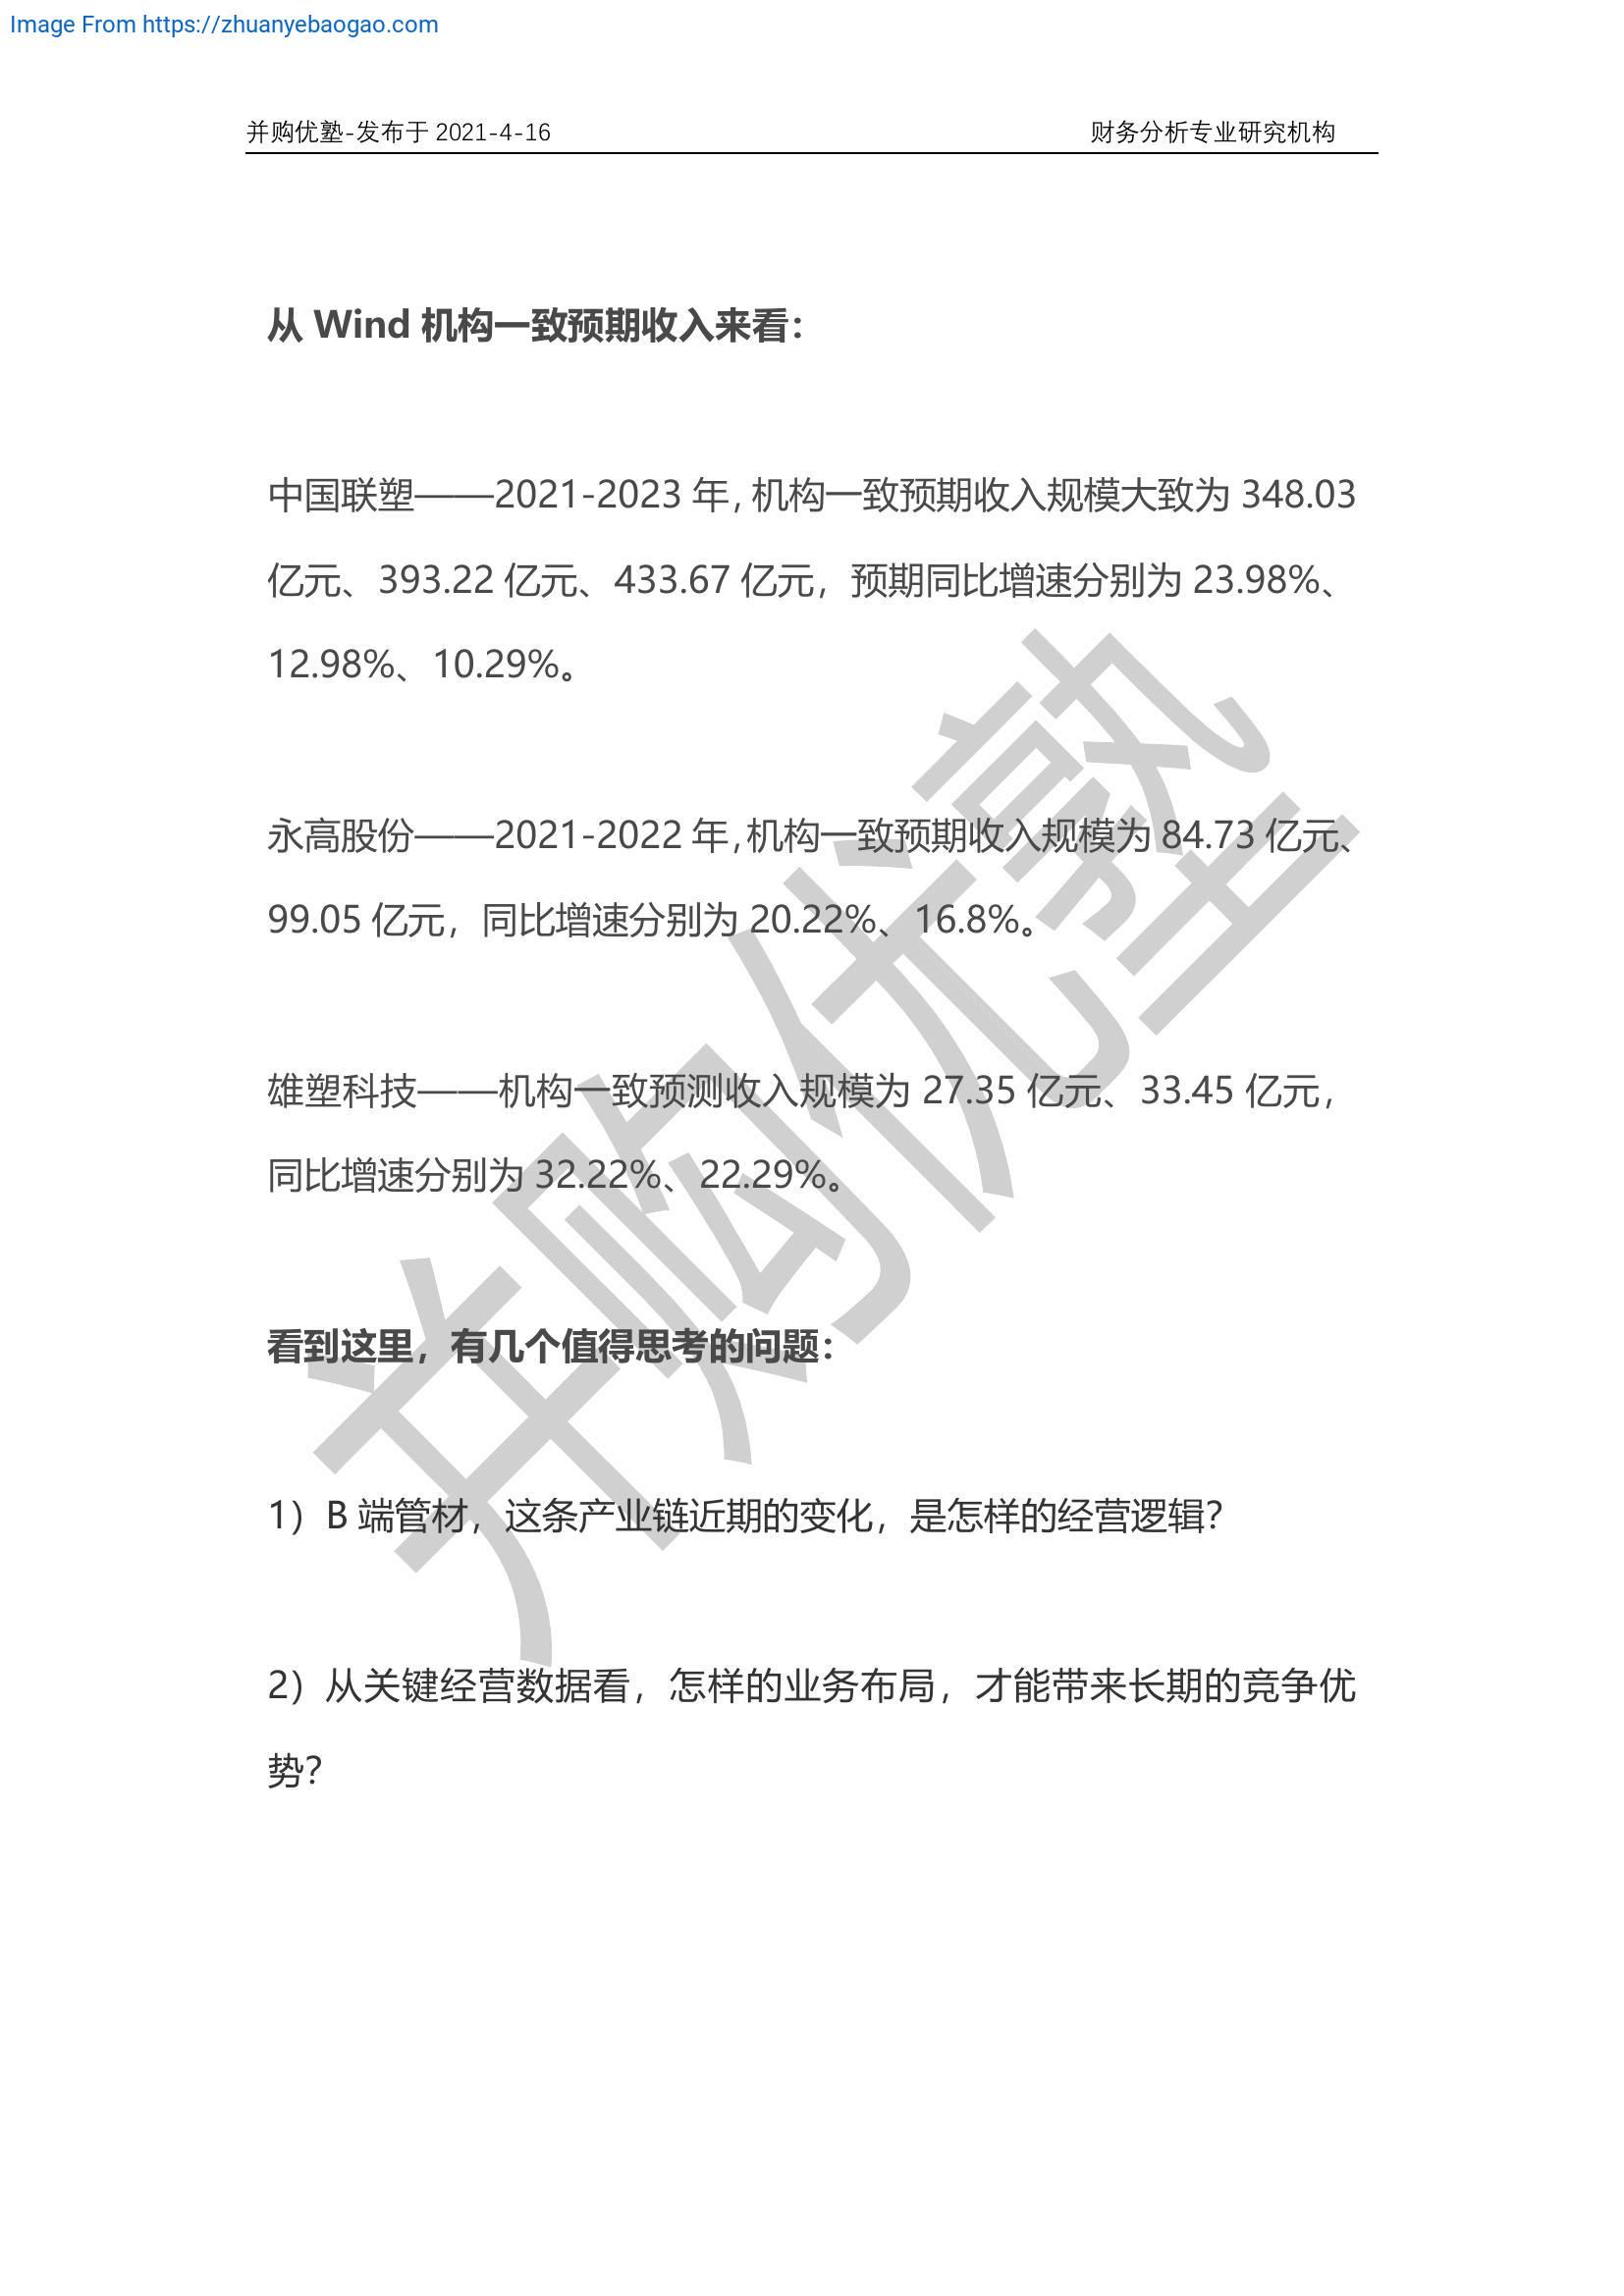 Image From https://zhuanyebaogao.com
并购优塾-发布于 2021-4-16 财务分析专业研究机构
从 Wind 机构一致预期收入来看：
中国联塑——2021-2023 年，机构一致预期收入规模大致为 348.03
亿元、393.22 亿元、433.67 亿元，预期同比增速分别为 23.98%、
12.98%、10.29%。
永高股份——2021-2022 年，机构一致预期收入规模为 84.73 亿元、
99.05 亿元，同比增速分别为 20.22%、16.8%。
雄塑科技——机构一致预测收入规模为 27.35 亿元、33.45 亿元，
同比增速分别为 32.22%、22.29%。
看到这里，有几个值得思考的问题：
1）B 端管材，这条产业链近期的变化，是怎样的经营逻辑？
2）从关键经营数据看，怎样的业务布局，才能带来长期的竞争优
势？
并购优塾